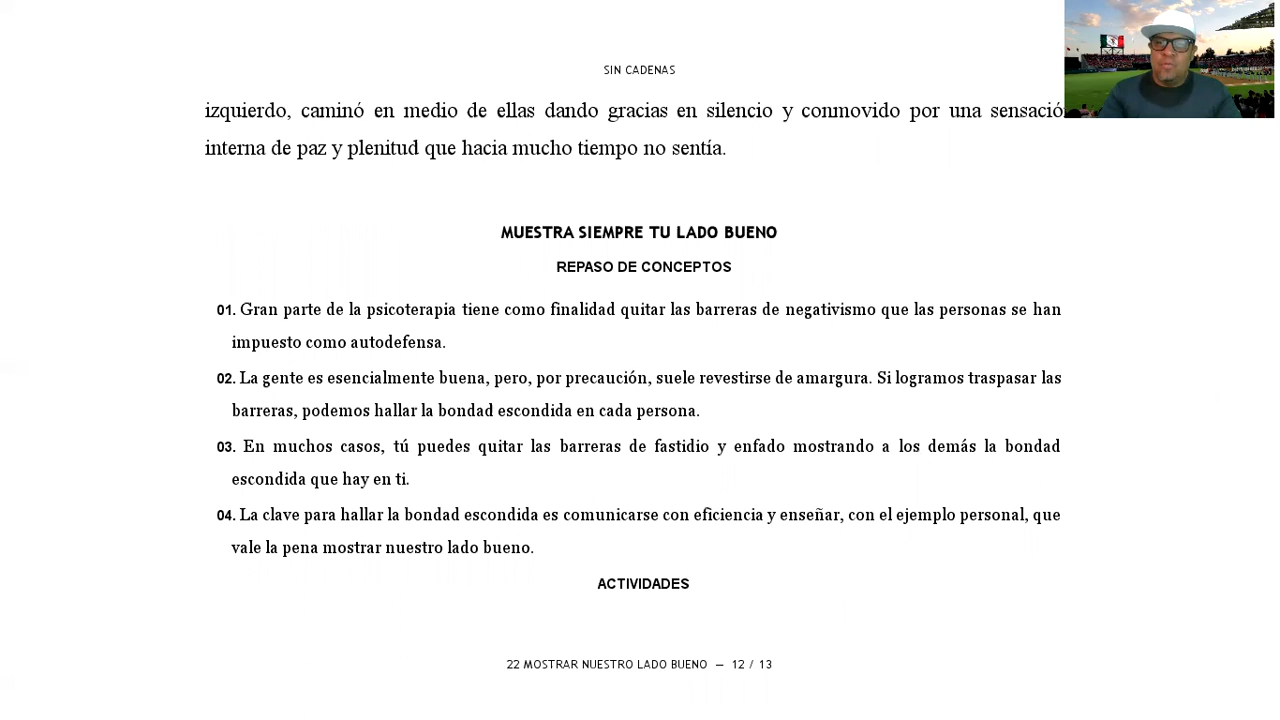 SIN CADENAS
izquierdo, caminó en medio de ellas dando gracias en silencio y conmovido por una sensació
interna de paz y plenitud que hacia mucho tiempo no sentía.
MUESTRA SIEMPRE TU LADO BUENO
REPASO DE CONCEPTOS
01. Gran parte de la psicoterapia tiene como finalidad quitar las barreras de negativismo que las personas se han
impuesto como autodefensa.
02. La gente es esencialmente buena, pero, por precaución, suele revestirse de amargura. Si logramos traspasar las
barreras, podemos hallar la bondad escondida en cada persona.
03. En muchos casos, tú puedes quitar las barreras de fastidio y enfado mostrando a los demás la bondad
escondida que hay en ti.
04. La clave para hallar la bondad escondida es comunicarse con eficiencia y enseñar, con el ejemplo personal, que
vale la pena mostrar nuestro lado bueno.
ACTIVIDADES
22 MOSTRAR NUESTRO LADO BUENO — 12 / 13